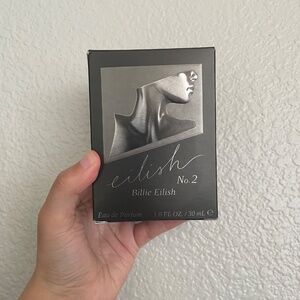 eilish
No. 2
Billie Eilish
Eau de Parfum 1.0 FL OZ / 30 mL ℮